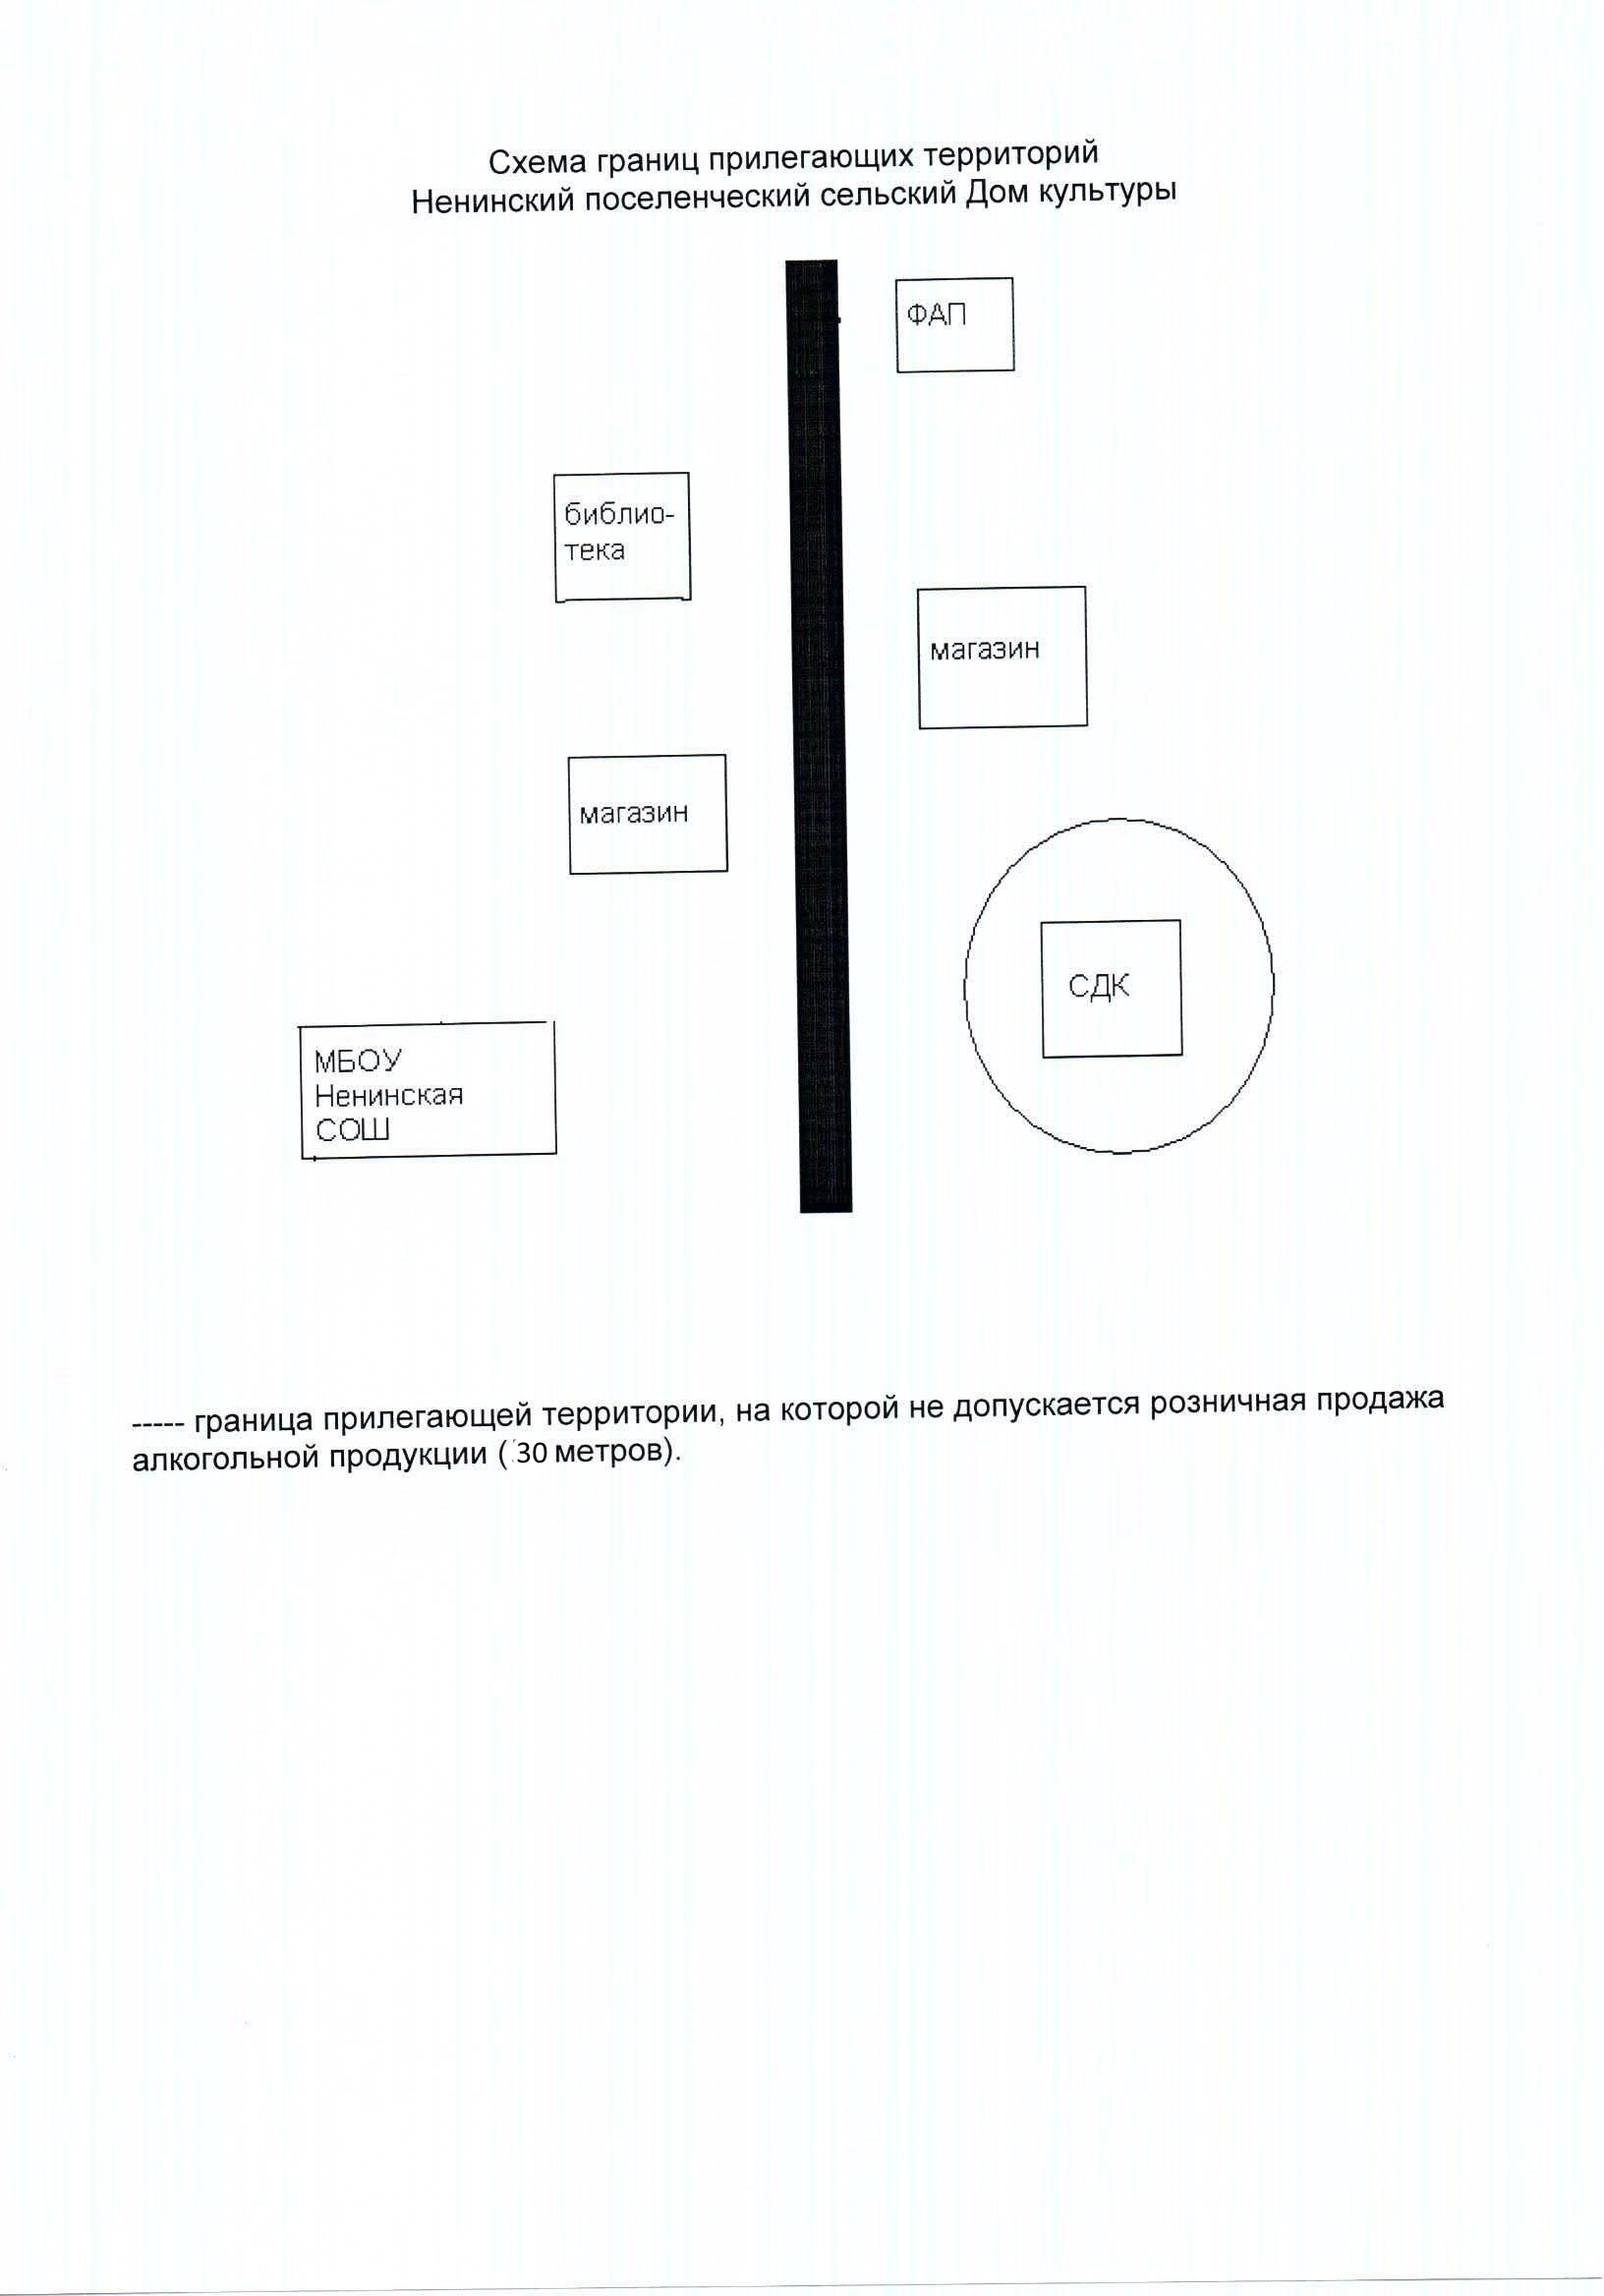 Схема границ прилегающих территорий
Ненинский поселенческий сельский Дом культуры
ФАП
библио-
тека
магазин
магазин
СДК
МБОУ
Ненинская
СОШ
----- граница прилегающей территории, на которой не допускается розничная продажа
алкогольной продукции ( 30 метров).